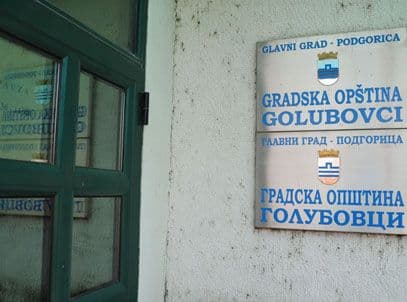 GLAVNI GRAD - PODGORICA
GRADSKA OPŠTINA
GOLUBOVCI
ГЛАВНИ ГРАД - ПОДГОРИЦА
ГРАДСКА ОПШТИНА
ГОЛУБОВЦИ